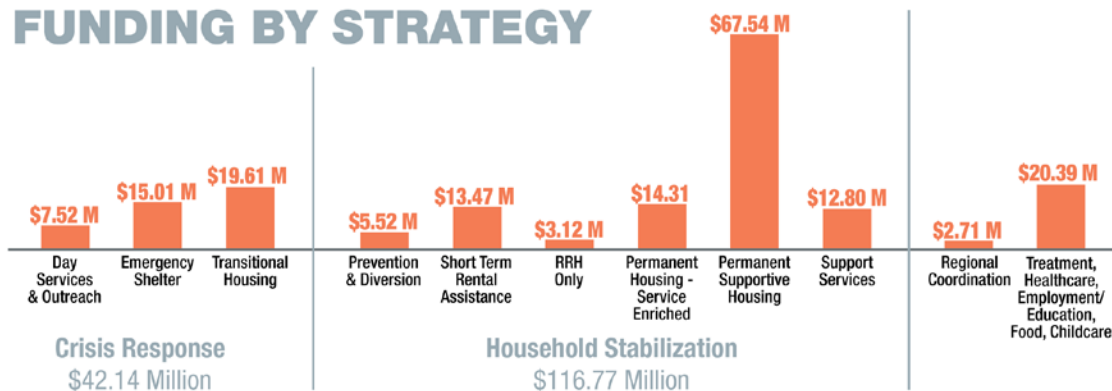 FUNDING BY STRATEGY
$7.52 M
$15.01 M
$19.61 M
$5.52 M
$13.47 M
$3.12 M
$14.31
$67.54 M
$12.80 M
$2.71 M
$20.39 M
Day
Services
& Outreach
Emergency
Shelter
Transitional
Housing
Prevention
& Diversion
Short Term
Rental
Assistance
RRH
Only
Permanent
Housing -
Service
Enriched
Permanent
Supportive
Housing
Support
Services
Regional
Coordination
Treatment,
Healthcare,
Employment/
Education,
Food, Childcare
Crisis Response
$42.14 Million
Household Stabilization
$116.77 Million